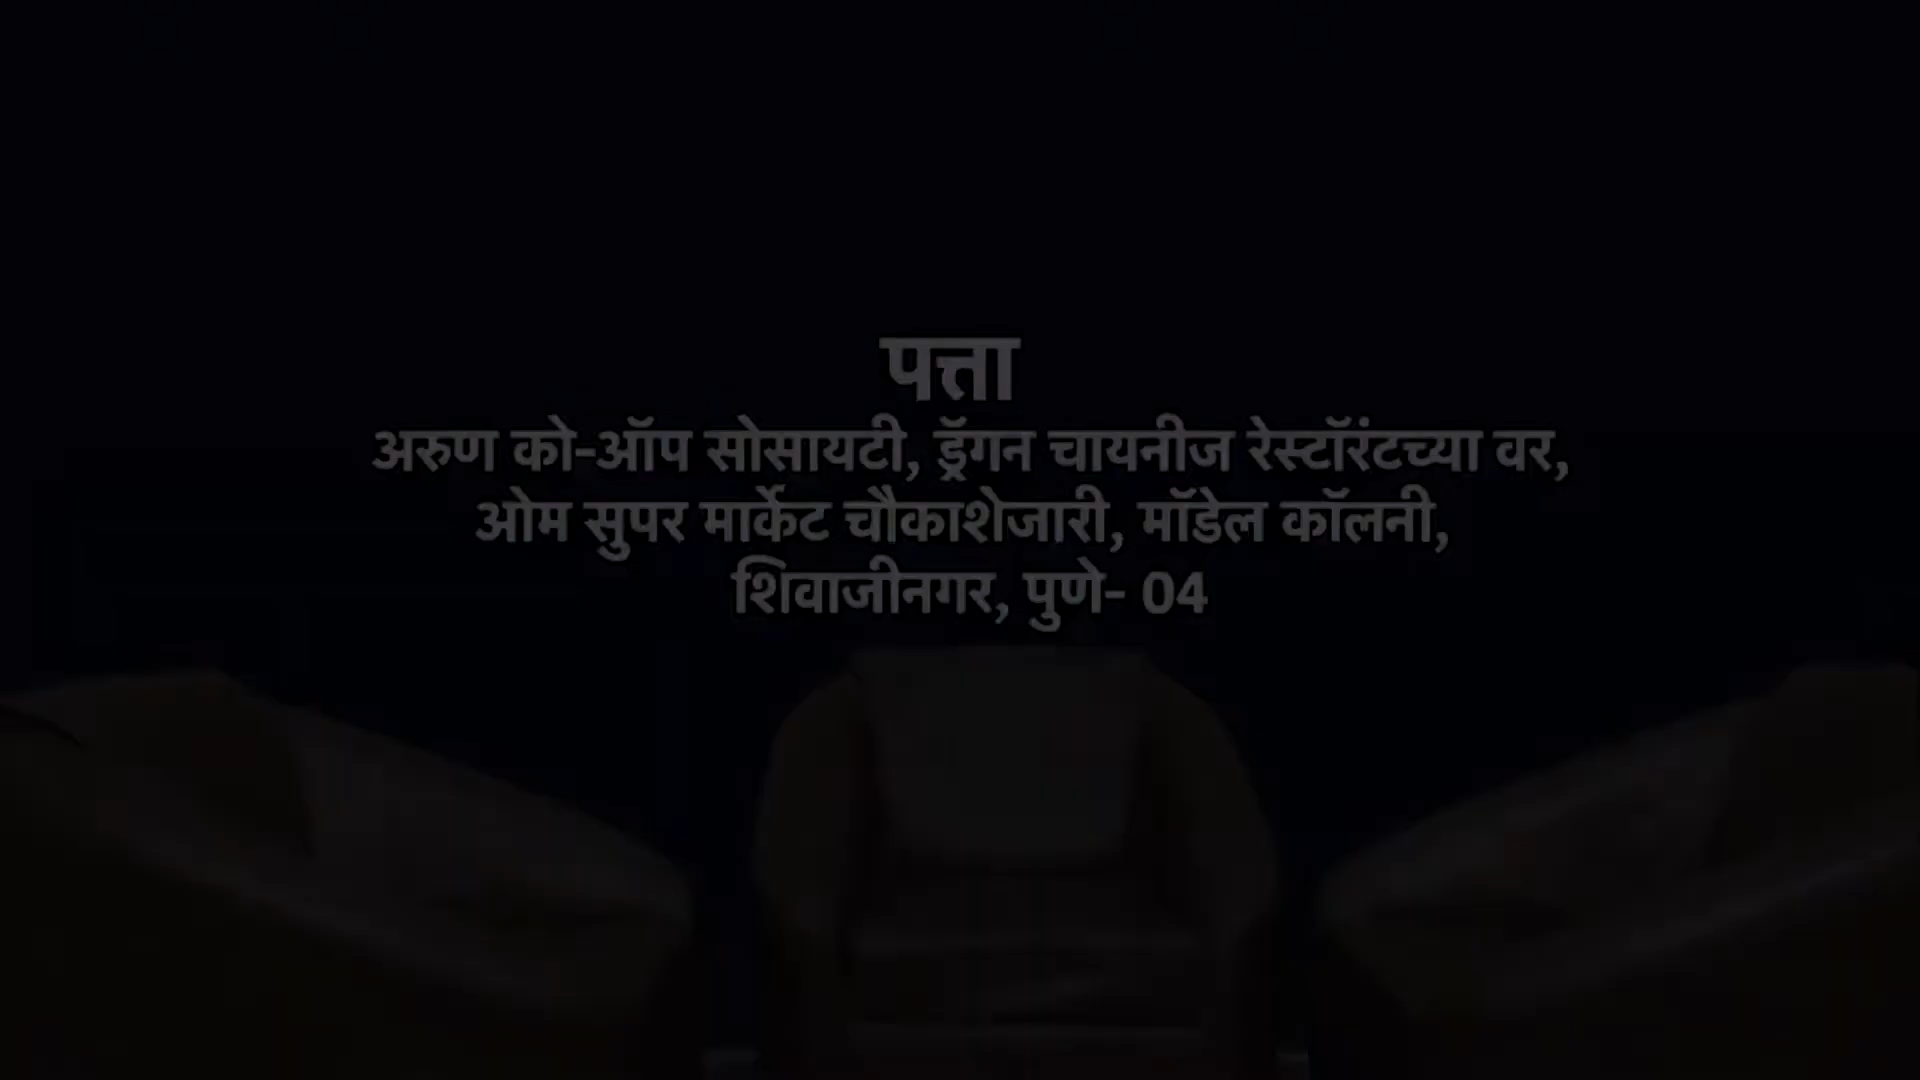 पत्ता
अरुण को-ऑप सोसायटी, ड्रॅगन चायनीज रेस्टॉरंटच्या वर,
ओम सुपर मार्केट चौकाशेजारी, मॉडेल कॉलनी,
शिवाजीनगर, पुणे- 04